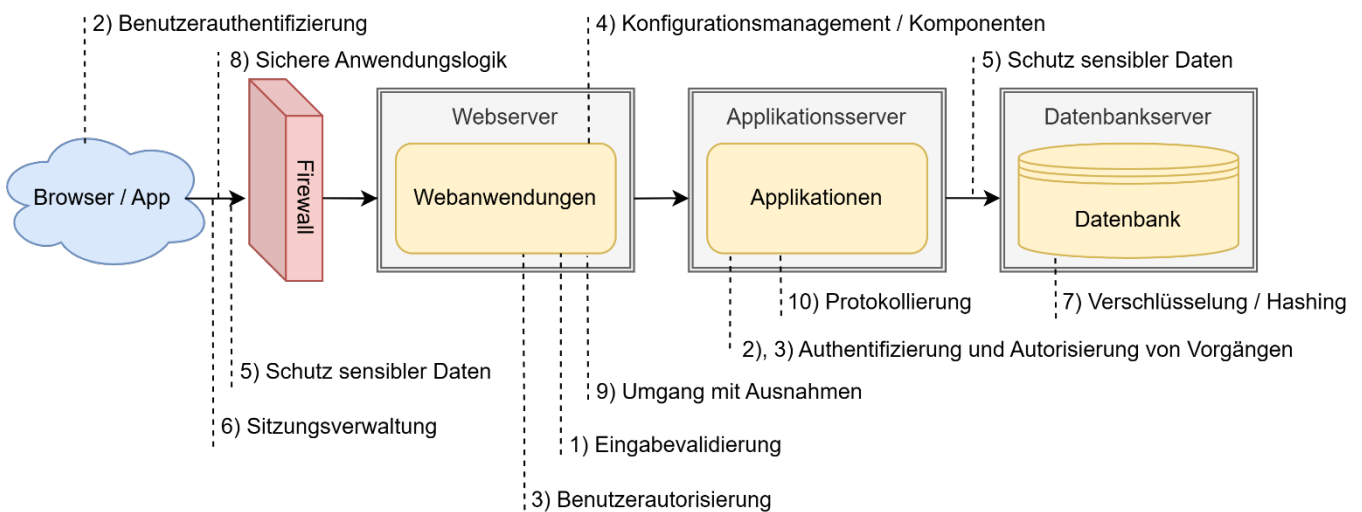 2) Benutzerauthentifizierung
4) Konfigurationsmanagement / Komponenten
8) Sichere Anwendungslogik
5) Schutz sensibler Daten
Webserver
Applikationsserver
Datenbankserver
Browser / App
Firewall
Webanwendungen
Applikationen
Datenbank
10) Protokollierung
7) Verschlüsselung / Hashing
2), 3) Authentifizierung und Autorisierung von Vorgängen
5) Schutz sensibler Daten
9) Umgang mit Ausnahmen
6) Sitzungsverwaltung
1) Eingabevalidierung
3) Benutzerautorisierung